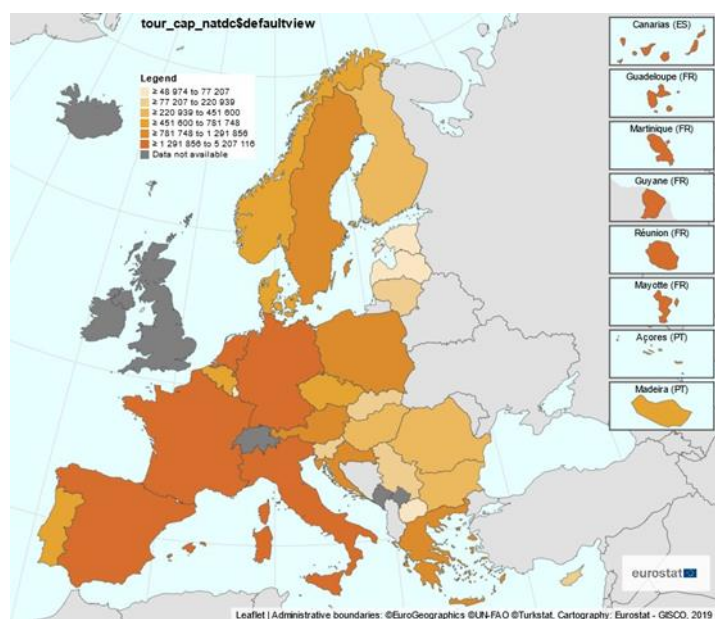 tour_cap_natdc$defaultview
Legend
≥ 48 974 to 77 207
≥ 77 207 to 220 939
≥ 220 939 to 451 600
≥ 451 600 to 781 748
≥ 781 748 to 1 291 856
≥ 1 291 856 to 5 207 116
Data not available
Canarias (ES)
Guadeloupe (FR)
Martinique (FR)
Guyane (FR)
Réunion (FR)
Mayotte (FR)
Açores (PT)
Madeira (PT)
eurostat
Leaflet | Administrative boundaries: ©EuroGeographics ©UN-FAO ©Turkstat, Cartography: Eurostat - GISCO, 2019